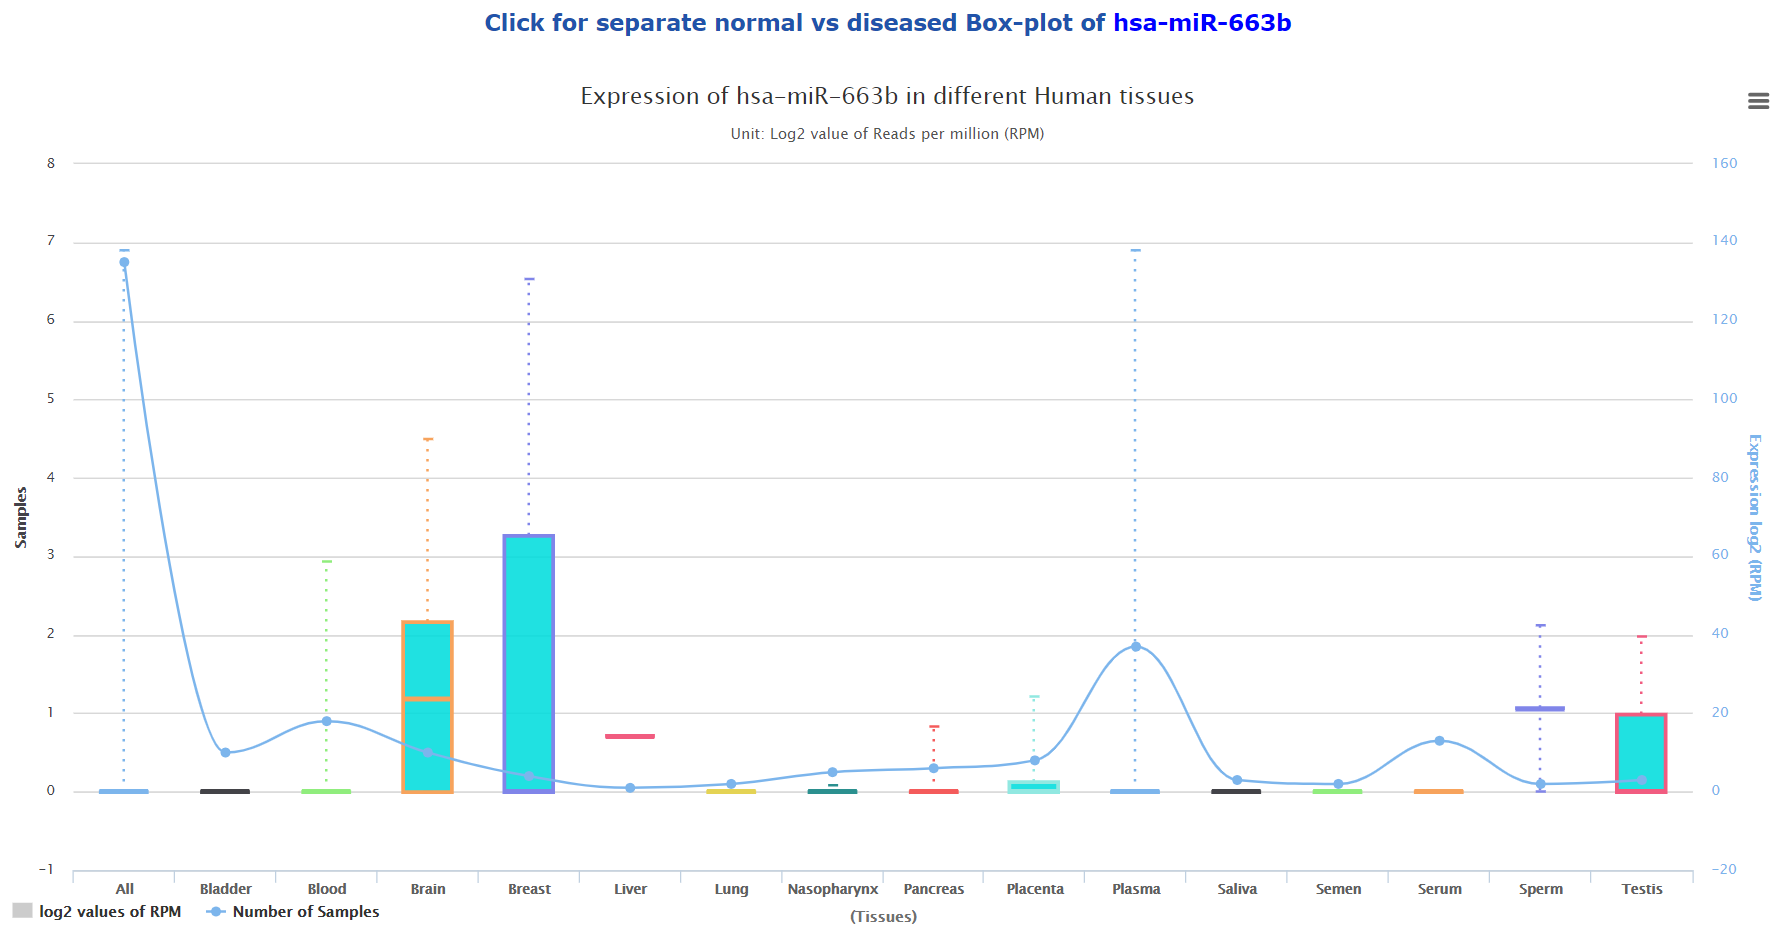 Click for separate normal vs diseased Box-plot of hsa-miR-663b
Expression of hsa-miR-663b in different Human tissues
Unit: Log2 value of Reads per million (RPM)
8
7
6
5
4
3
2
1
0
-1
Samples
160
140
120
100
80
60
40
20
0
-20
Expression log2 (RPM)
All Bladder Blood Brain Breast Liver Lung Nasopharynx Pancreas Placenta Plasma Saliva Semen Serum Sperm Testis
(Tissues)
log2 values of RPM Number of Samples